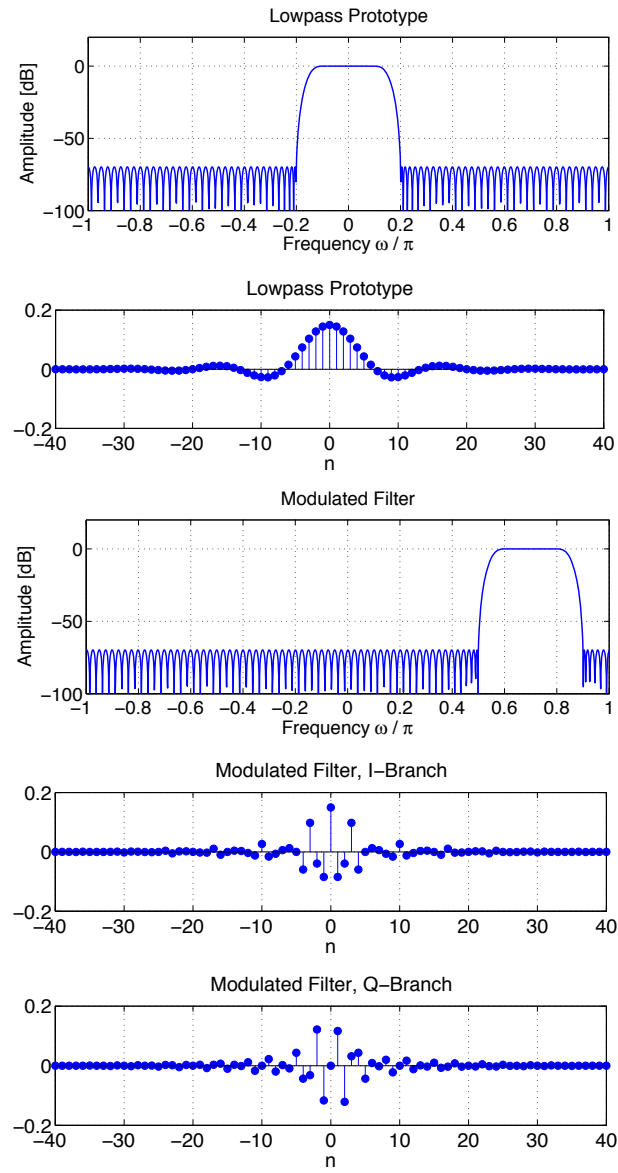 Lowpass Prototype
Amplitude [dB]
0
−50
−100
−1 −0.8 −0.6 −0.4 −0.2 0 0.2 0.4 0.6 0.8 1
Frequency ω / π
Lowpass Prototype
0.2
0
−0.2
−40 −30 −20 −10 0 10 20 30 40
n
Modulated Filter
Amplitude [dB]
0
−50
−100
−1 −0.8 −0.6 −0.4 −0.2 0 0.2 0.4 0.6 0.8 1
Frequency ω / π
Modulated Filter, I−Branch
0.2
0
−0.2
−40 −30 −20 −10 0 10 20 30 40
n
Modulated Filter, Q−Branch
0.2
0
−0.2
−40 −30 −20 −10 0 10 20 30 40
n